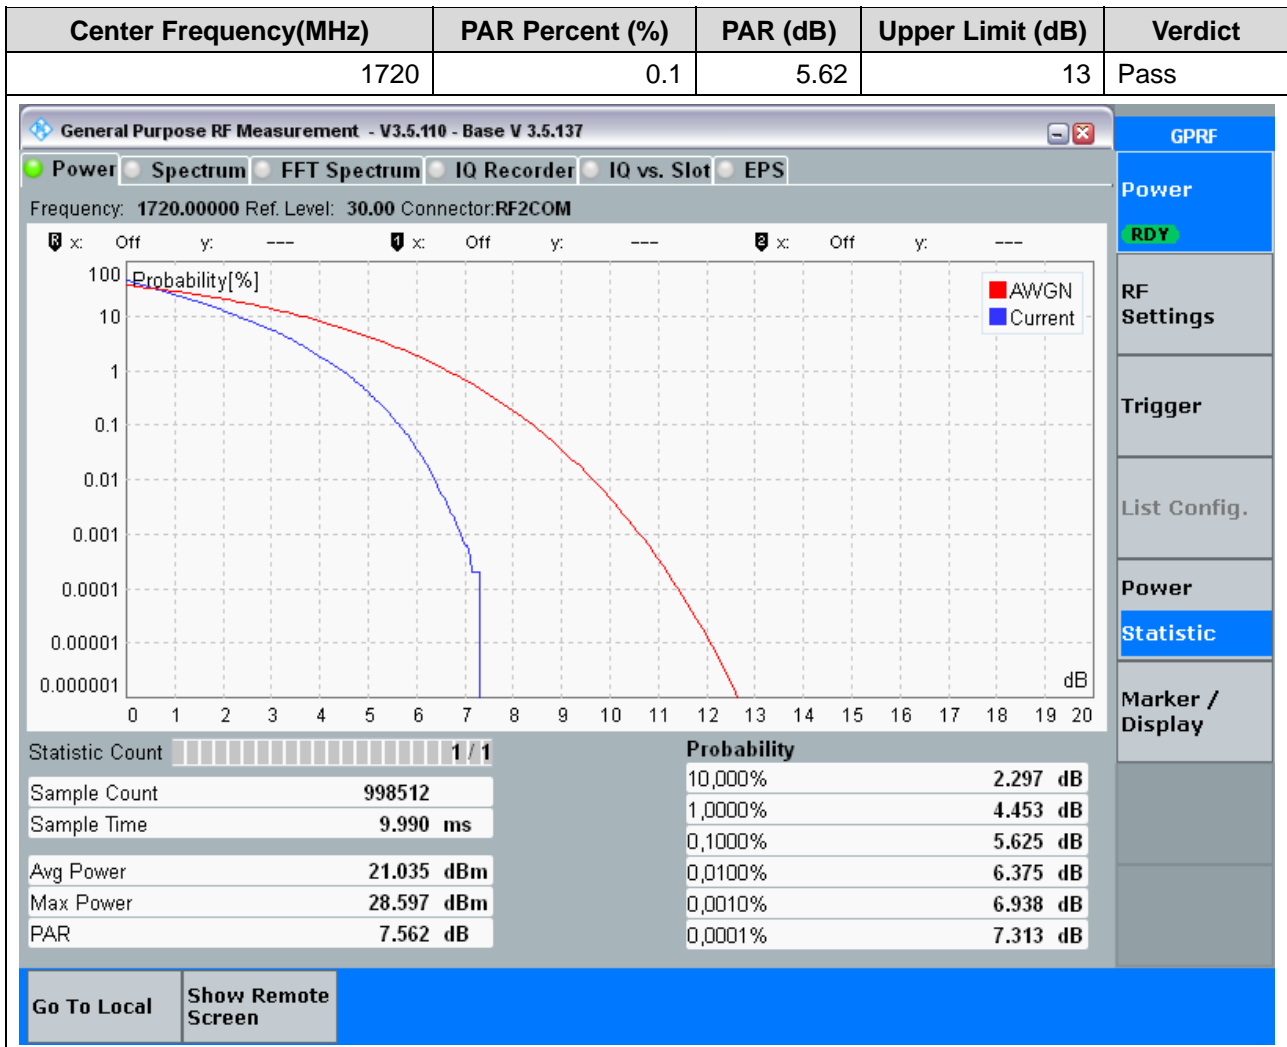 Center Frequency(MHz) PAR Percent (%) PAR (dB) Upper Limit (dB) Verdict
1720 0.1 5.62 13 Pass
General Purpose RF Measurement - V3.5.110 - Base V 3.5.137
GPRF
Power Spectrum FFT Spectrum IQ Recorder IQ vs. Slot EPS
Power
RDY
Frequency: 1720.00000 Ref. Level: 30.00 Connector:RF2COM
R x: Off y: --- 1 x: Off y: --- 2 x: Off y: ---
Probability[%]
AWGN
Current
100
10
1
0.1
0.01
0.001
0.0001
0.00001
0.000001
dB
0 1 2 3 4 5 6 7 8 9 10 11 12 13 14 15 16 17 18 19 20
RF
Settings
Trigger
List Config.
Power
Statistic
Marker /
Display
Statistic Count 1 / 1
Sample Count 998512
Sample Time 9.990 ms
Avg Power 21.035 dBm
Max Power 28.597 dBm
PAR 7.562 dB
Probability
10,000% 2.297 dB
1,0000% 4.453 dB
0,1000% 5.625 dB
0,0100% 6.375 dB
0,0010% 6.938 dB
0,0001% 7.313 dB
Go To Local
Show Remote
Screen